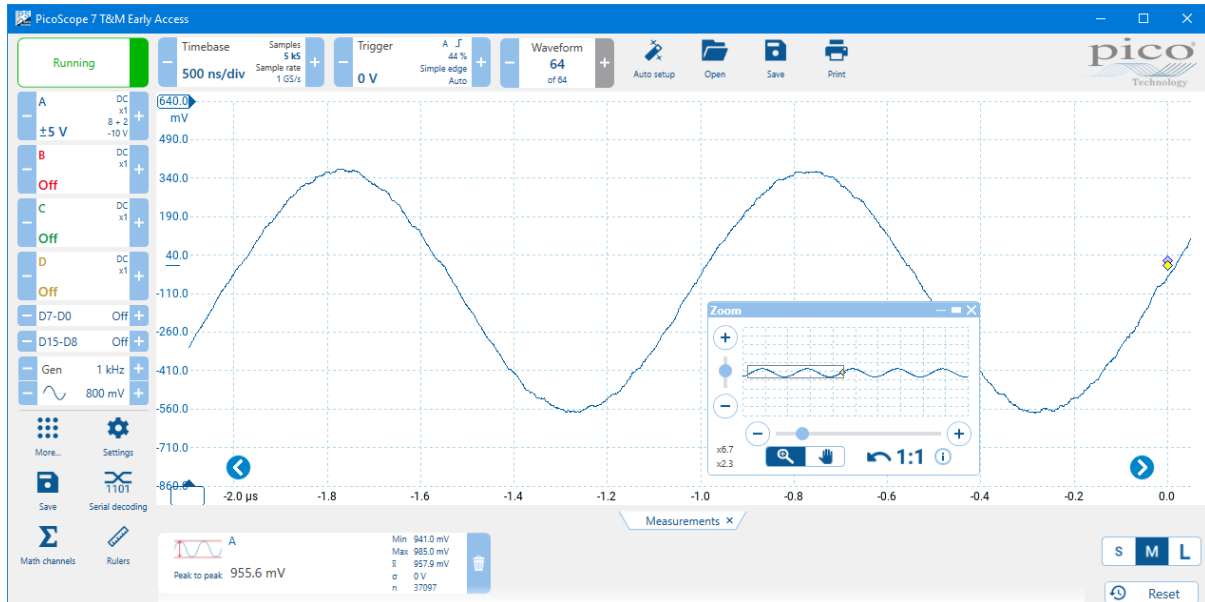 PicoScope 7 T&M Early Access
Running
Timebase
500 ns/div
Samples
5 kS
Sample rate
1 GS/s
Trigger
0 V
A
44 %
Simple edge
Auto
Waveform
64
of 64
Auto setup
Open
Save
Print
pico
Technology
A
±5 V
DC
x1
8 + 2
-10 V
B
Off
DC
x1
C
Off
DC
x1
D
Off
DC
x1
D7-D0 Off
D15-D8 Off
Gen 1 kHz
800 mV
More...
Settings
Save
1101
Serial decoding
Math channels
Rulers
640.0
mV
490.0
340.0
190.0
40.0
-110.0
-260.0
-410.0
-560.0
-710.0
-860.0
-2.0 µs -1.8 -1.6 -1.4 -1.2 -1.0 -0.8 -0.6 -0.4 -0.2 0.0
Zoom
x6.7
x2.3
1:1
i
Measurements ×
A
Peak to peak 955.6 mV
Min 941.0 mV
Max 985.0 mV
x̄ 957.9 mV
σ 0 V
n 37097
S M L
Reset